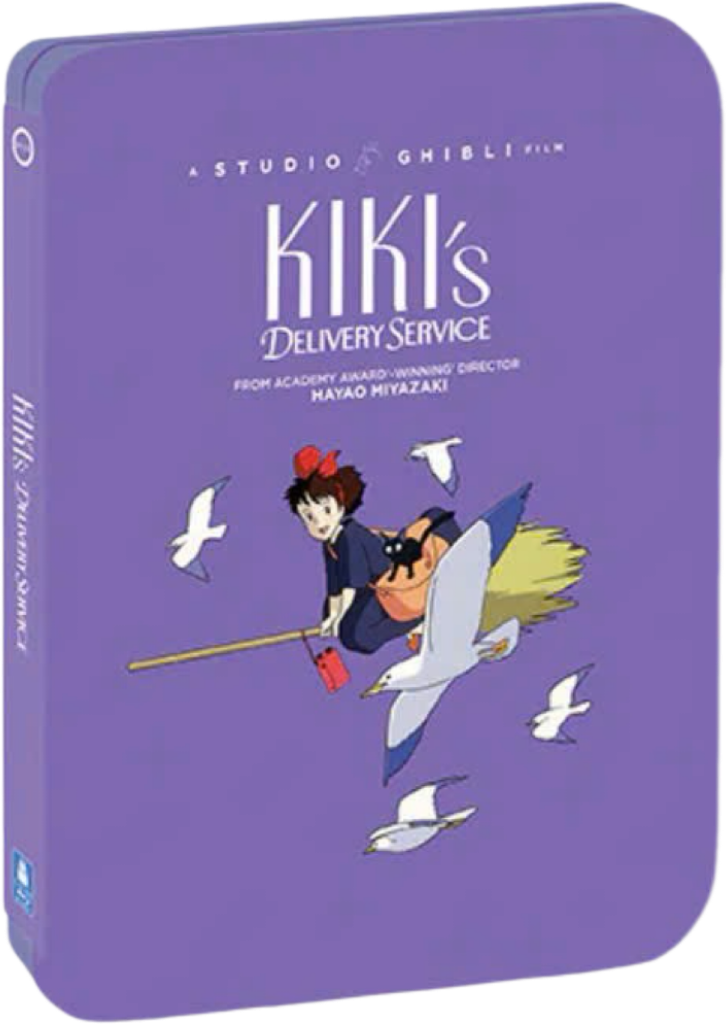 A STUDIO GHIBLI FILM
KIKI's
DELIVERY SERVICE
FROM ACADEMY AWARD®-WINNING DIRECTOR
HAYAO MIYAZAKI
KIKI's DELIVERY SERVICE